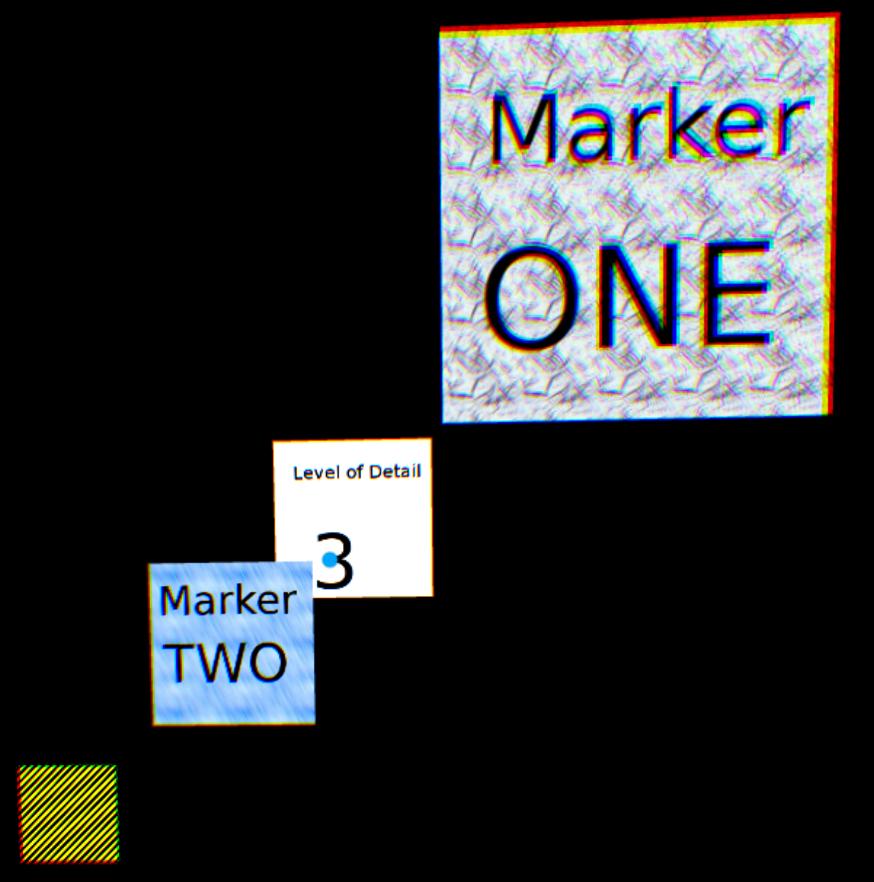 Marker
ONE
Level of Detail
3
Marker
TWO